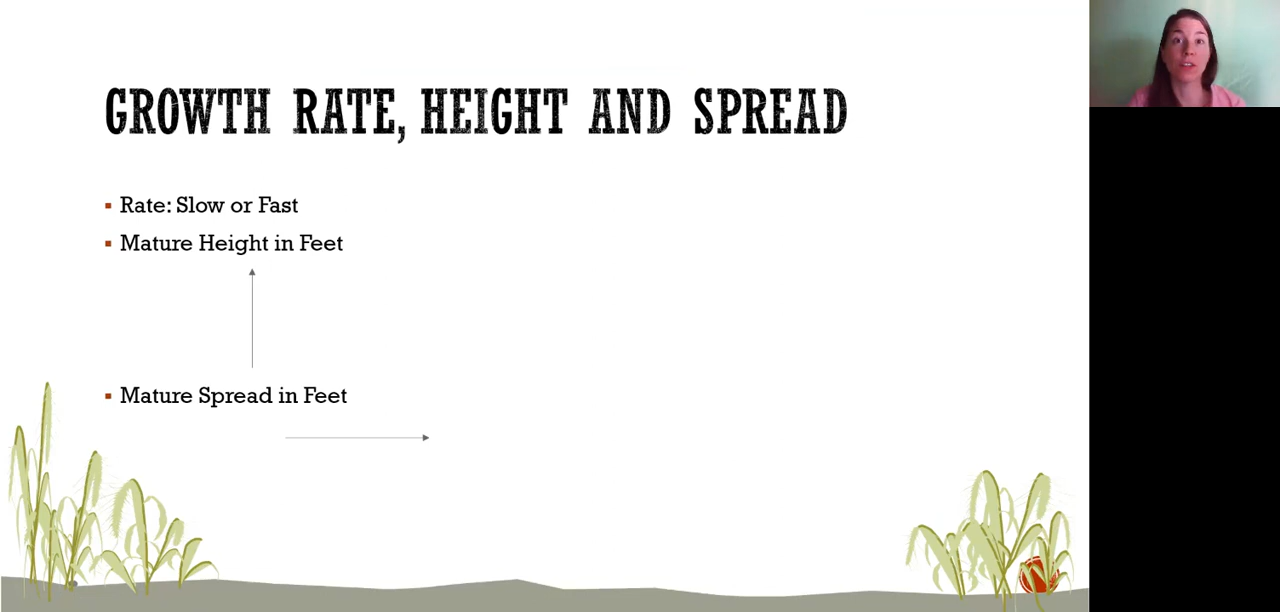 GROWTH RATE, HEIGHT AND SPREAD
Rate: Slow or Fast
Mature Height in Feet
Mature Spread in Feet